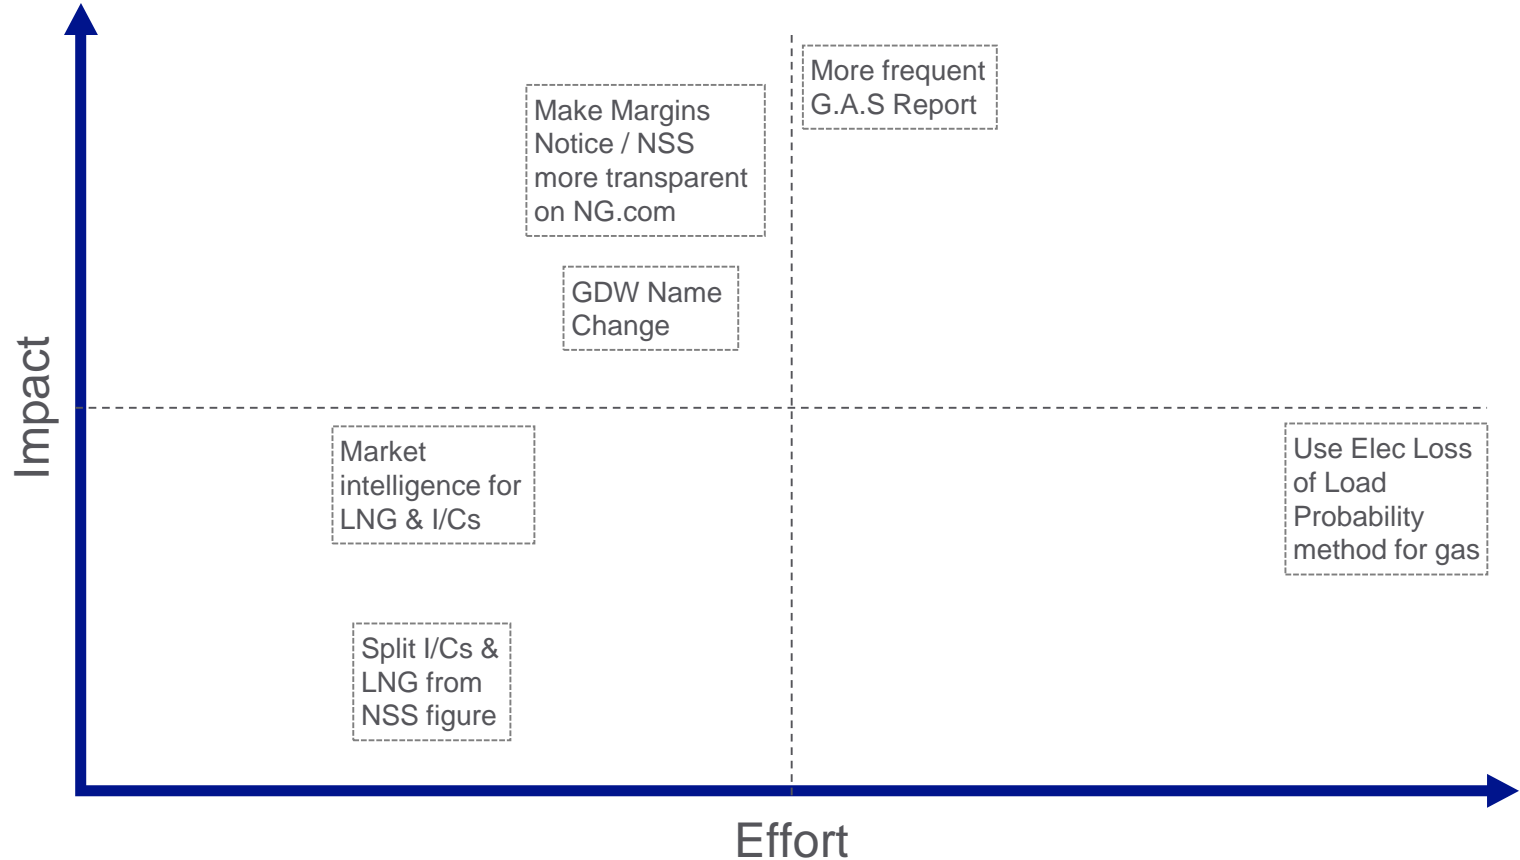 More frequent
G.A.S Report
Make Margins
Notice / NSS
more transparent
on NG.com
GDW Name
Change
Impact
Market
intelligence for
LNG & I/Cs
Use Elec Loss
of Load
Probability
method for gas
Split I/Cs &
LNG from
NSS figure
Effort